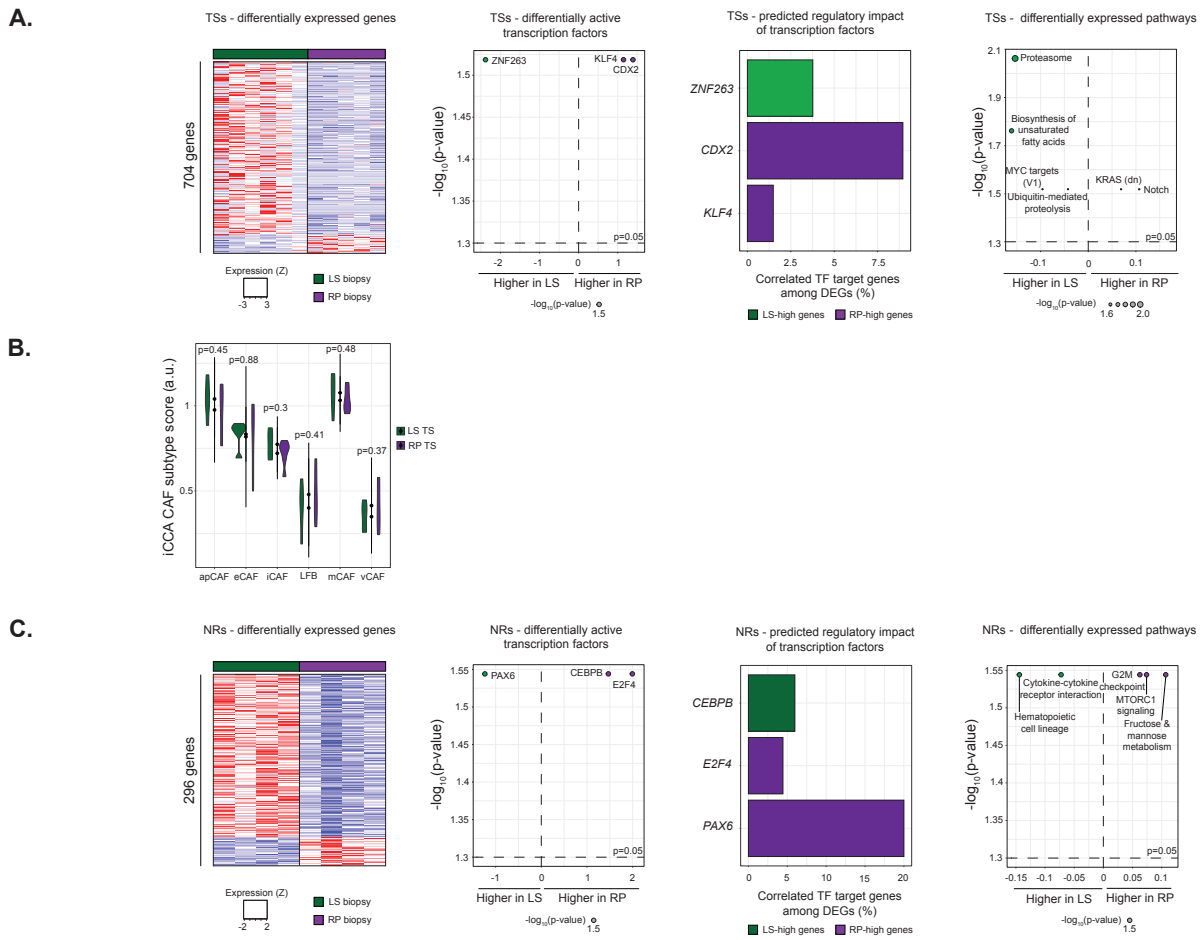 A.
TSs - differentially expressed genes
704 genes
Expression (Z)
-3 3
LS biopsy
RP biopsy
TSs - differentially active
transcription factors
-log10(p-value)
1.5
1.45
1.4
1.35
1.3
ZNF263
KLF4
CDX2
p=0.05
-2 -1 0 1
Higher in LS Higher in RP
-log10(p-value)
1.5
TSs - predicted regulatory impact
of transcription factors
ZNF263
CDX2
KLF4
0 2.5 5 7.5
Correlated TF target genes
among DEGs (%)
LS-high genes RP-high genes
TSs - differentially expressed pathways
-log10(p-value)
2.1
2.0
1.9
1.8
1.7
1.6
1.5
1.4
1.3
Proteasome
Biosynthesis of
unsaturated
fatty acids
MYC targets
(V1)
Ubiquitin-mediated
proteolysis
KRAS (dn)
Notch
p=0.05
-0.1 0 0.1
Higher in LS Higher in RP
-log10(p-value)
1.6 2.0
B.
iCCA CAF subtype score (a.u.)
1
0.5
p=0.45
p=0.88
p=0.3
p=0.41
p=0.48
p=0.37
apCAF eCAF iCAF LFB mCAF vCAF
LS TS
RP TS
C.
NRs - differentially expressed genes
296 genes
Expression (Z)
-2 2
LS biopsy
RP biopsy
NRs - differentially active
transcription factors
-log10(p-value)
1.55
1.5
1.45
1.4
1.35
1.3
PAX6
CEBPB
E2F4
p=0.05
-1 0 1 2
Higher in LS Higher in RP
-log10(p-value)
1.5
NRs - predicted regulatory impact
of transcription factors
CEBPB
E2F4
PAX6
0 5 10 15 20
Correlated TF target genes
among DEGs (%)
LS-high genes RP-high genes
NRs - differentially expressed pathways
-log10(p-value)
1.55
1.5
1.45
1.4
1.35
1.3
Cytokine-cytokine
receptor interaction
Hematopoietic
cell lineage
G2M
checkpoint
MTORC1
signaling
Fructose &
mannose
metabolism
p=0.05
-0.15 -0.1 -0.05 0 0.05 0.1
Higher in LS Higher in RP
-log10(p-value)
1.5